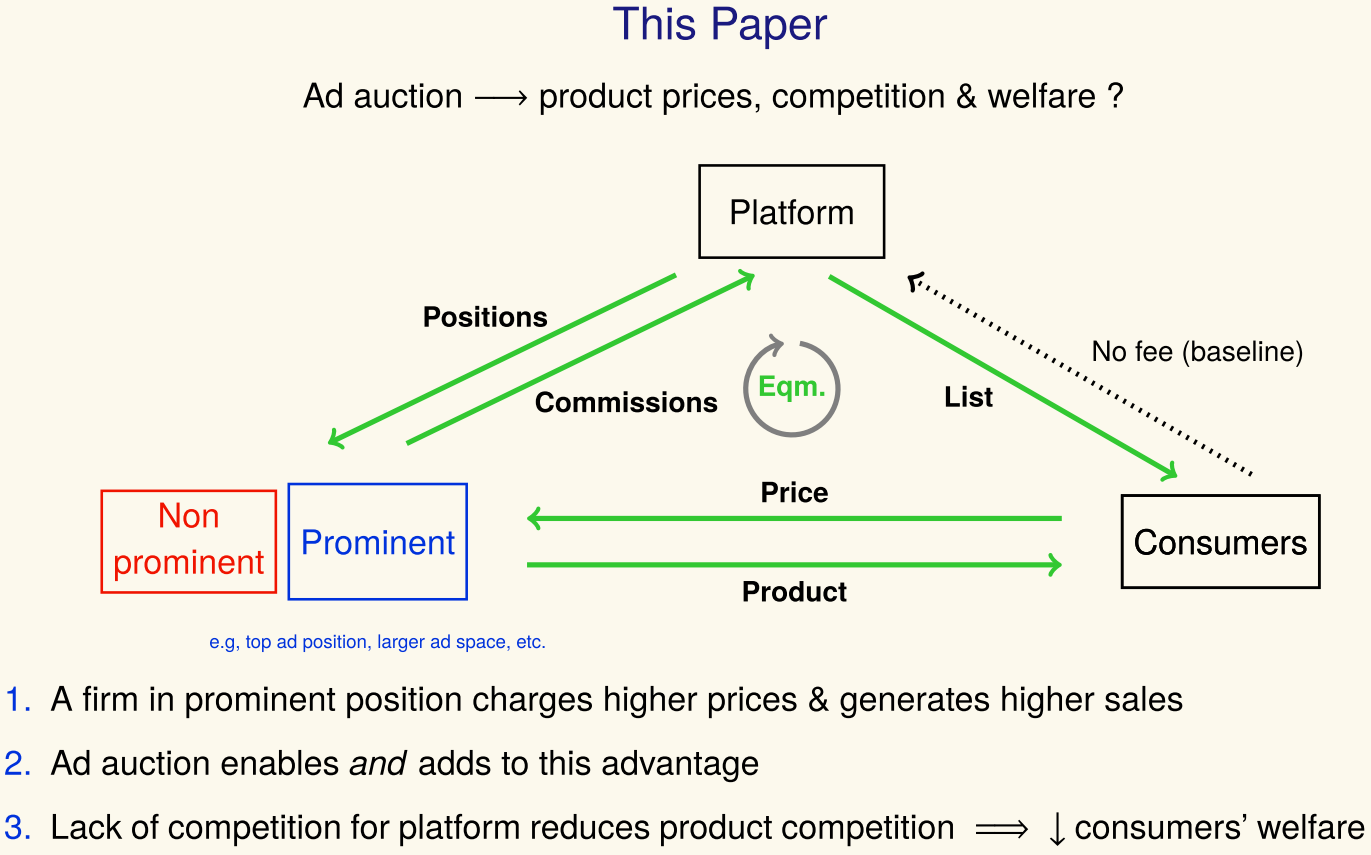 This Paper
Ad auction ⟶ product prices, competition & welfare ?
Platform
Positions
No fee (baseline)
Eqm.
List
Commissions
Price
Non
prominent
Prominent
Consumers
Product
e.g, top ad position, larger ad space, etc.
1. A firm in prominent position charges higher prices & generates higher sales
2. Ad auction enables and adds to this advantage
3. Lack of competition for platform reduces product competition ⟹ ↓ consumers’ welfare